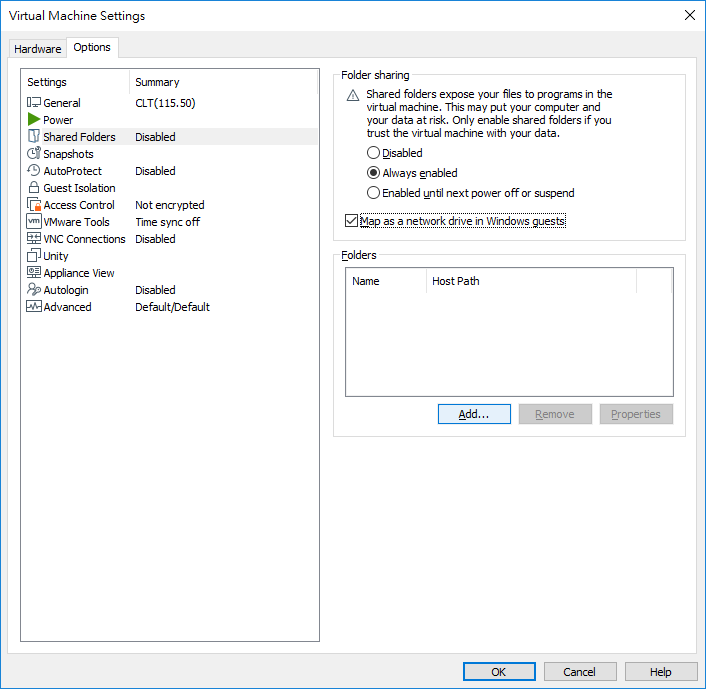 Virtual Machine Settings
Hardware
Options
Settings Summary
General CLT(115.50)
Power
Shared Folders Disabled
Snapshots
AutoProtect Disabled
Guest Isolation
Access Control Not encrypted
vm VMware Tools Time sync off
VNC Connections Disabled
Unity
Appliance View
Autologin Disabled
Advanced Default/Default
Folder sharing
Shared folders expose your files to programs in the
virtual machine. This may put your computer and
your data at risk. Only enable shared folders if you
trust the virtual machine with your data.
Disabled
Always enabled
Enabled until next power off or suspend
Map as a network drive in Windows guests
Folders
Name Host Path
Add...
Remove
Properties
OK
Cancel
Help